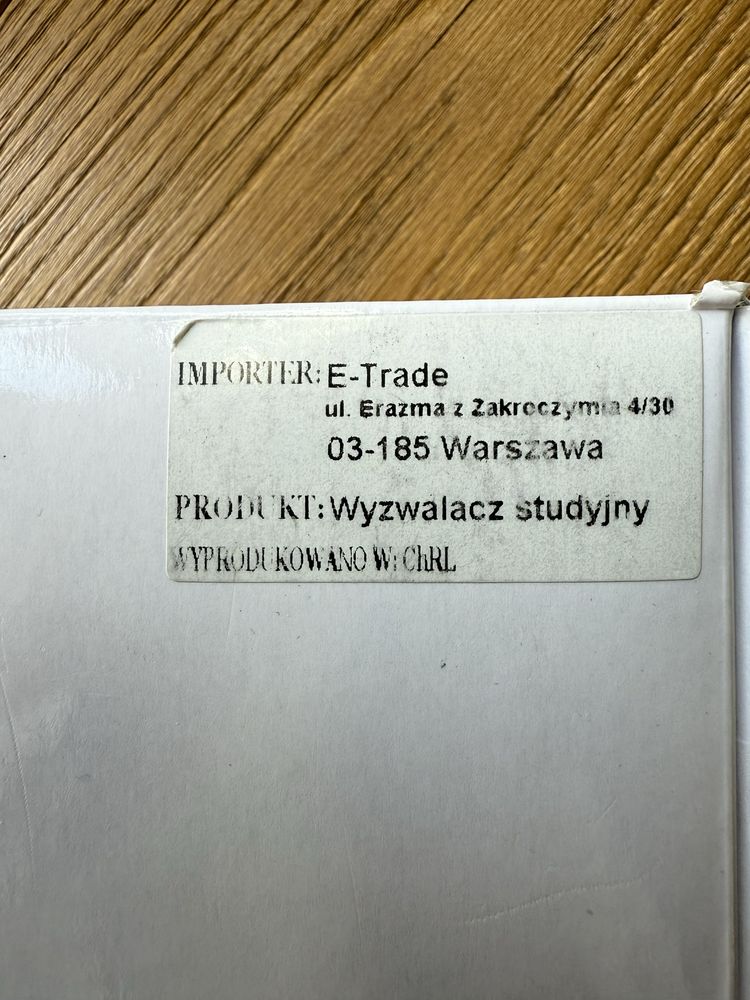 IMPORTER: E-Trade
ul. Erazma z Zakroczymia 4/30
03-185 Warszawa
PRODUKT: Wyzwalacz studyjny
WYPRODUKOWANO W: ChRL